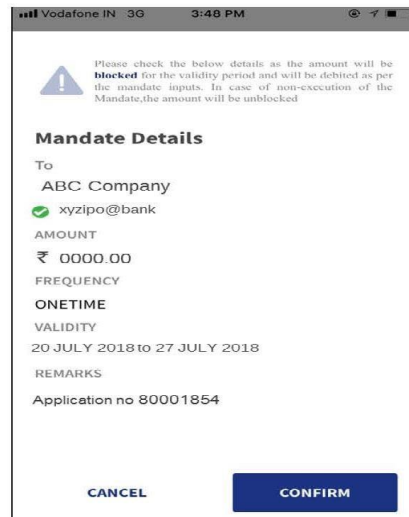 Vodafone IN 3G 3:48 PM
Please check the below details as the amount will be
blocked for the validity period and will be debited as per
the mandate inputs. In case of non-execution of the
Mandate,the amount will be unblocked
Mandate Details
To
ABC Company
xyzipo@bank
AMOUNT
₹ 0000.00
FREQUENCY
ONETIME
VALIDITY
20 JULY 2018 to 27 JULY 2018
REMARKS
Application no 80001854
CANCEL CONFIRM